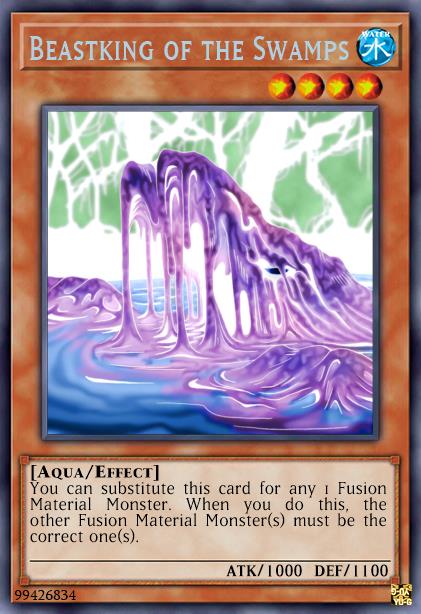 Beastking of the Swamps
WATER
水
[Aqua/Effect]
You can substitute this card for any 1 Fusion
Material Monster. When you do this, the
other Fusion Material Monster(s) must be the
correct one(s).
ATK/1000 DEF/1100
99426834